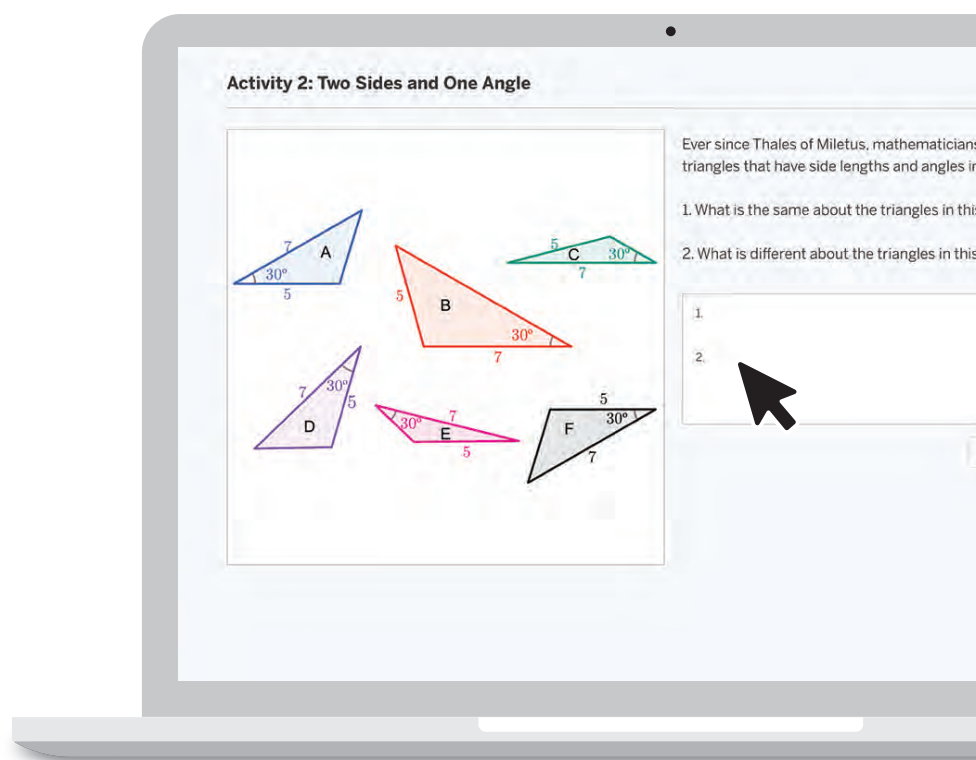 Activity 2: Two Sides and One Angle
Ever since Thales of Miletus, mathematicians
triangles that have side lengths and angles in
1. What is the same about the triangles in this
2. What is different about the triangles in this
1.
2.
7
A
30°
5
5
B
30°
7
5
C
30°
7
7
30°
5
D
30°
7
E
5
5
F
30°
7